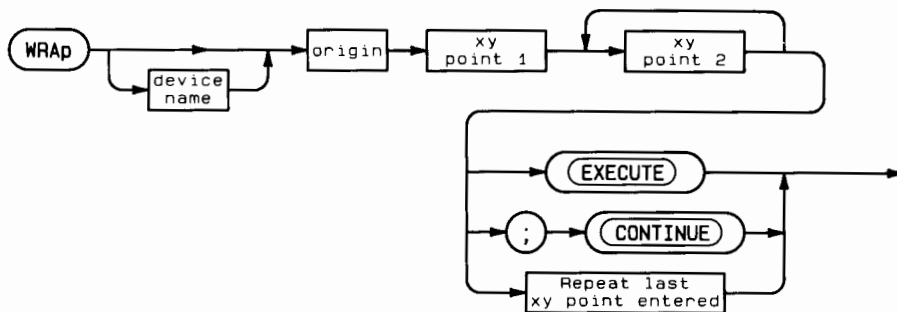 WRAp
origin
xy
point 1
xy
point 2
device
name
EXECUTE
;
CONTINUE
Repeat last
xy point entered